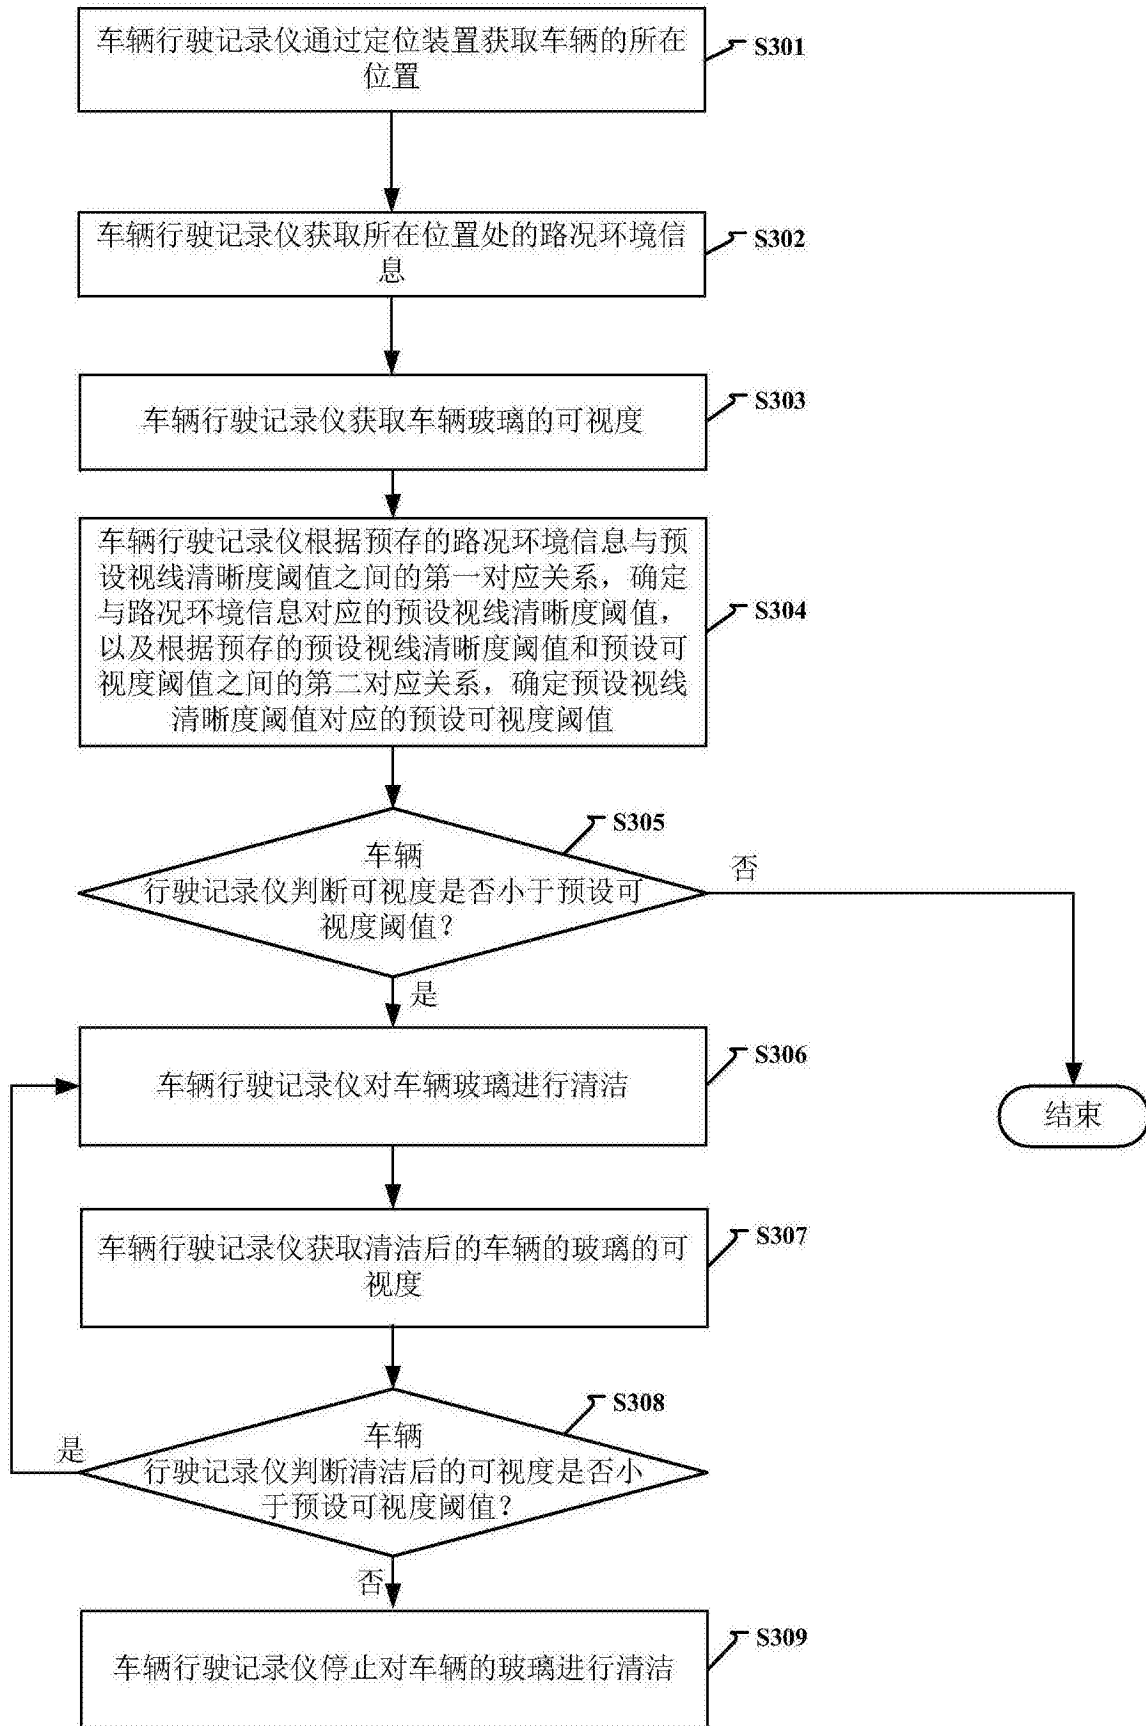 车辆行驶记录仪通过定位装置获取车辆的所在
位置
S301
车辆行驶记录仪获取所在位置处的路况环境信
息
S302
车辆行驶记录仪获取车辆玻璃的可视度
S303
车辆行驶记录仪根据预存的路况环境信息与预
设视线清晰度阈值之间的第一对应关系，确定
与路况环境信息对应的预设视线清晰度阈值，
以及根据预存的预设视线清晰度阈值和预设可
视度阈值之间的第二对应关系，确定预设视线
清晰度阈值对应的预设可视度阈值
S304
车辆
行驶记录仪判断可视度是否小于预设可
视度阈值？
S305
否
是
车辆行驶记录仪对车辆玻璃进行清洁
S306
结束
车辆行驶记录仪获取清洁后的车辆的玻璃的可
视度
S307
车辆
行驶记录仪判断清洁后的可视度是否小
于预设可视度阈值？
S308
是
否
车辆行驶记录仪停止对车辆的玻璃进行清洁
S309